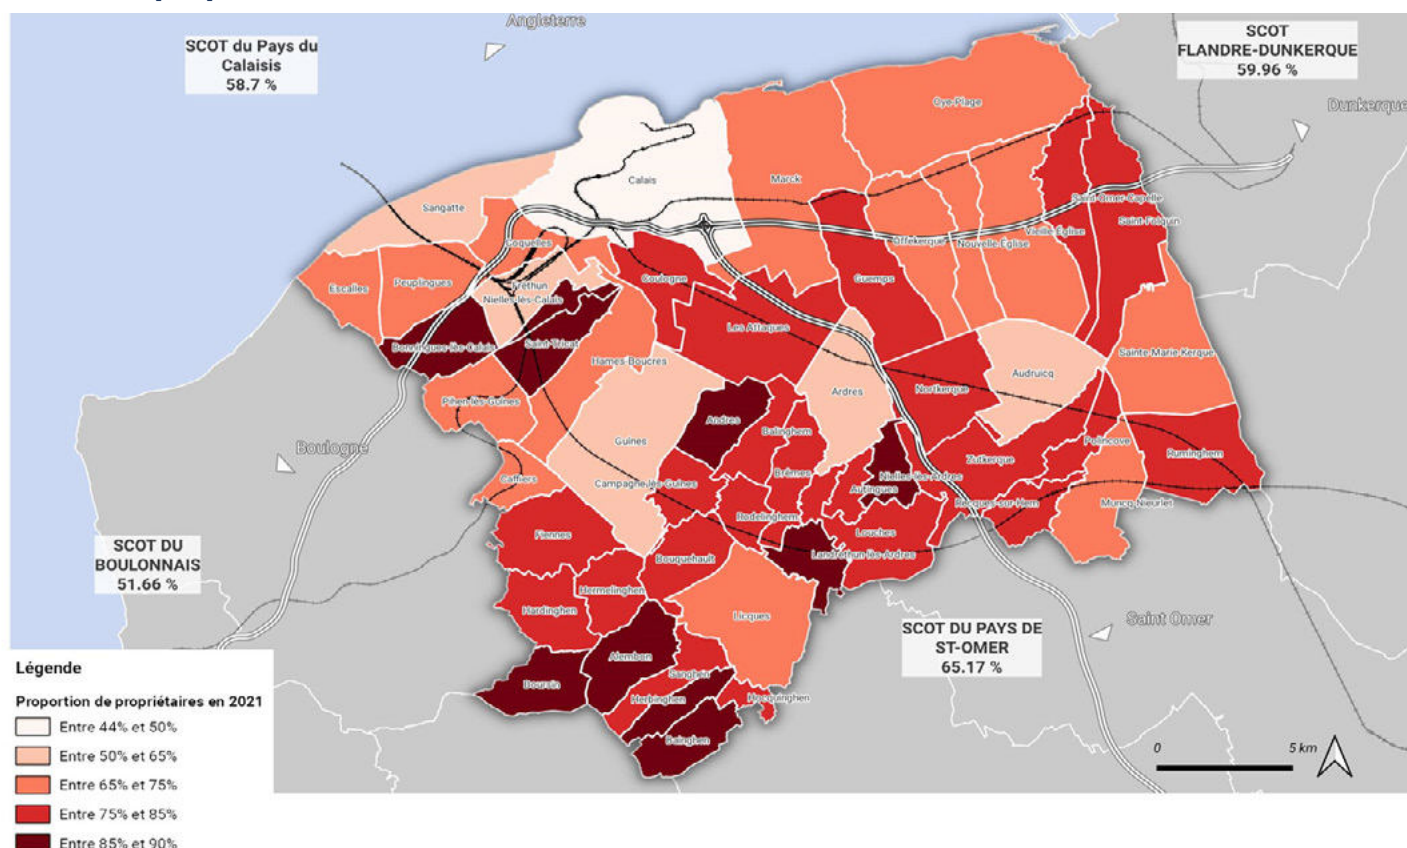 Angleterre
SCOT du Pays du
Calaisis
58.7 %
SCOT
FLANDRE-DUNKERQUE
59.96 %
Dunkerque
Oye-Plage
Calais
Marck
Sangatte
Saint-Omer-Capelle
Saint-Folquin
Vieille-Église
Offekerque
Nouvelle-Église
Coquelles
Escalles
Peuplingues
Fréthun
Nielles-lès-Calais
Coulogne
Guemps
Les Attaques
Bonningues-lès-Calais
Saint-Tricat
Hames-Boucres
Sainte-Marie-Kerque
Audruicq
Ardres
Nortkerque
Pihen-lès-Guînes
Andres
Balinghem
Guînes
Polincove
Ruminghem
Zutkerque
Boulogne
Caffiers
Campagne-lès-Guines
Brêmes
Nielles-lès-Ardres
Autingues
Recques-sur-Hem
Muncq-Nieurlet
Rodelinghem
Louches
Landrethun-lès-Ardres
Fiennes
Bouquehault
SCOT DU
BOULONNAIS
51.66 %
Hermelinghen
Hardinghen
Licques
SCOT DU PAYS DE
ST-OMER
65.17 %
Saint Omer
Alembon
Sanghen
Boursin
Herbinghen
Hocquinghen
Bainghen
Légende
Proportion de propriétaires en 2021
Entre 44% et 50%
Entre 50% et 65%
Entre 65% et 75%
Entre 75% et 85%
Entre 85% et 90%
0
5 km